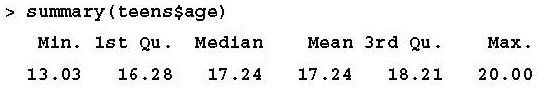 > summary(teens$age)
Min. 1st Qu. Median Mean 3rd Qu. Max.
13.03 16.28 17.24 17.24 18.21 20.00